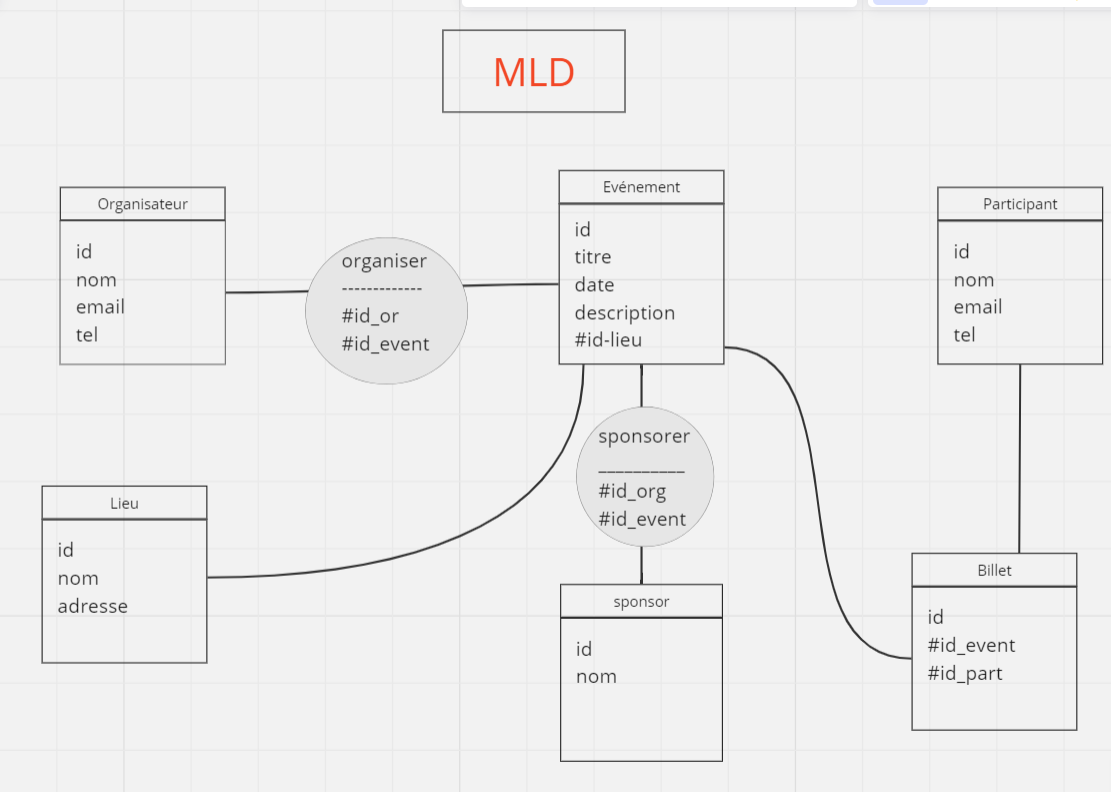 MLD
Organisateur
id
nom
email
tel
organiser
-------------
#id_or
#id_event
Evénement
id
titre
date
description
#id-lieu
Participant
id
nom
email
tel
Lieu
id
nom
adresse
sponsorer
__________
#id_org
#id_event
sponsor
id
nom
Billet
id
#id_event
#id_part